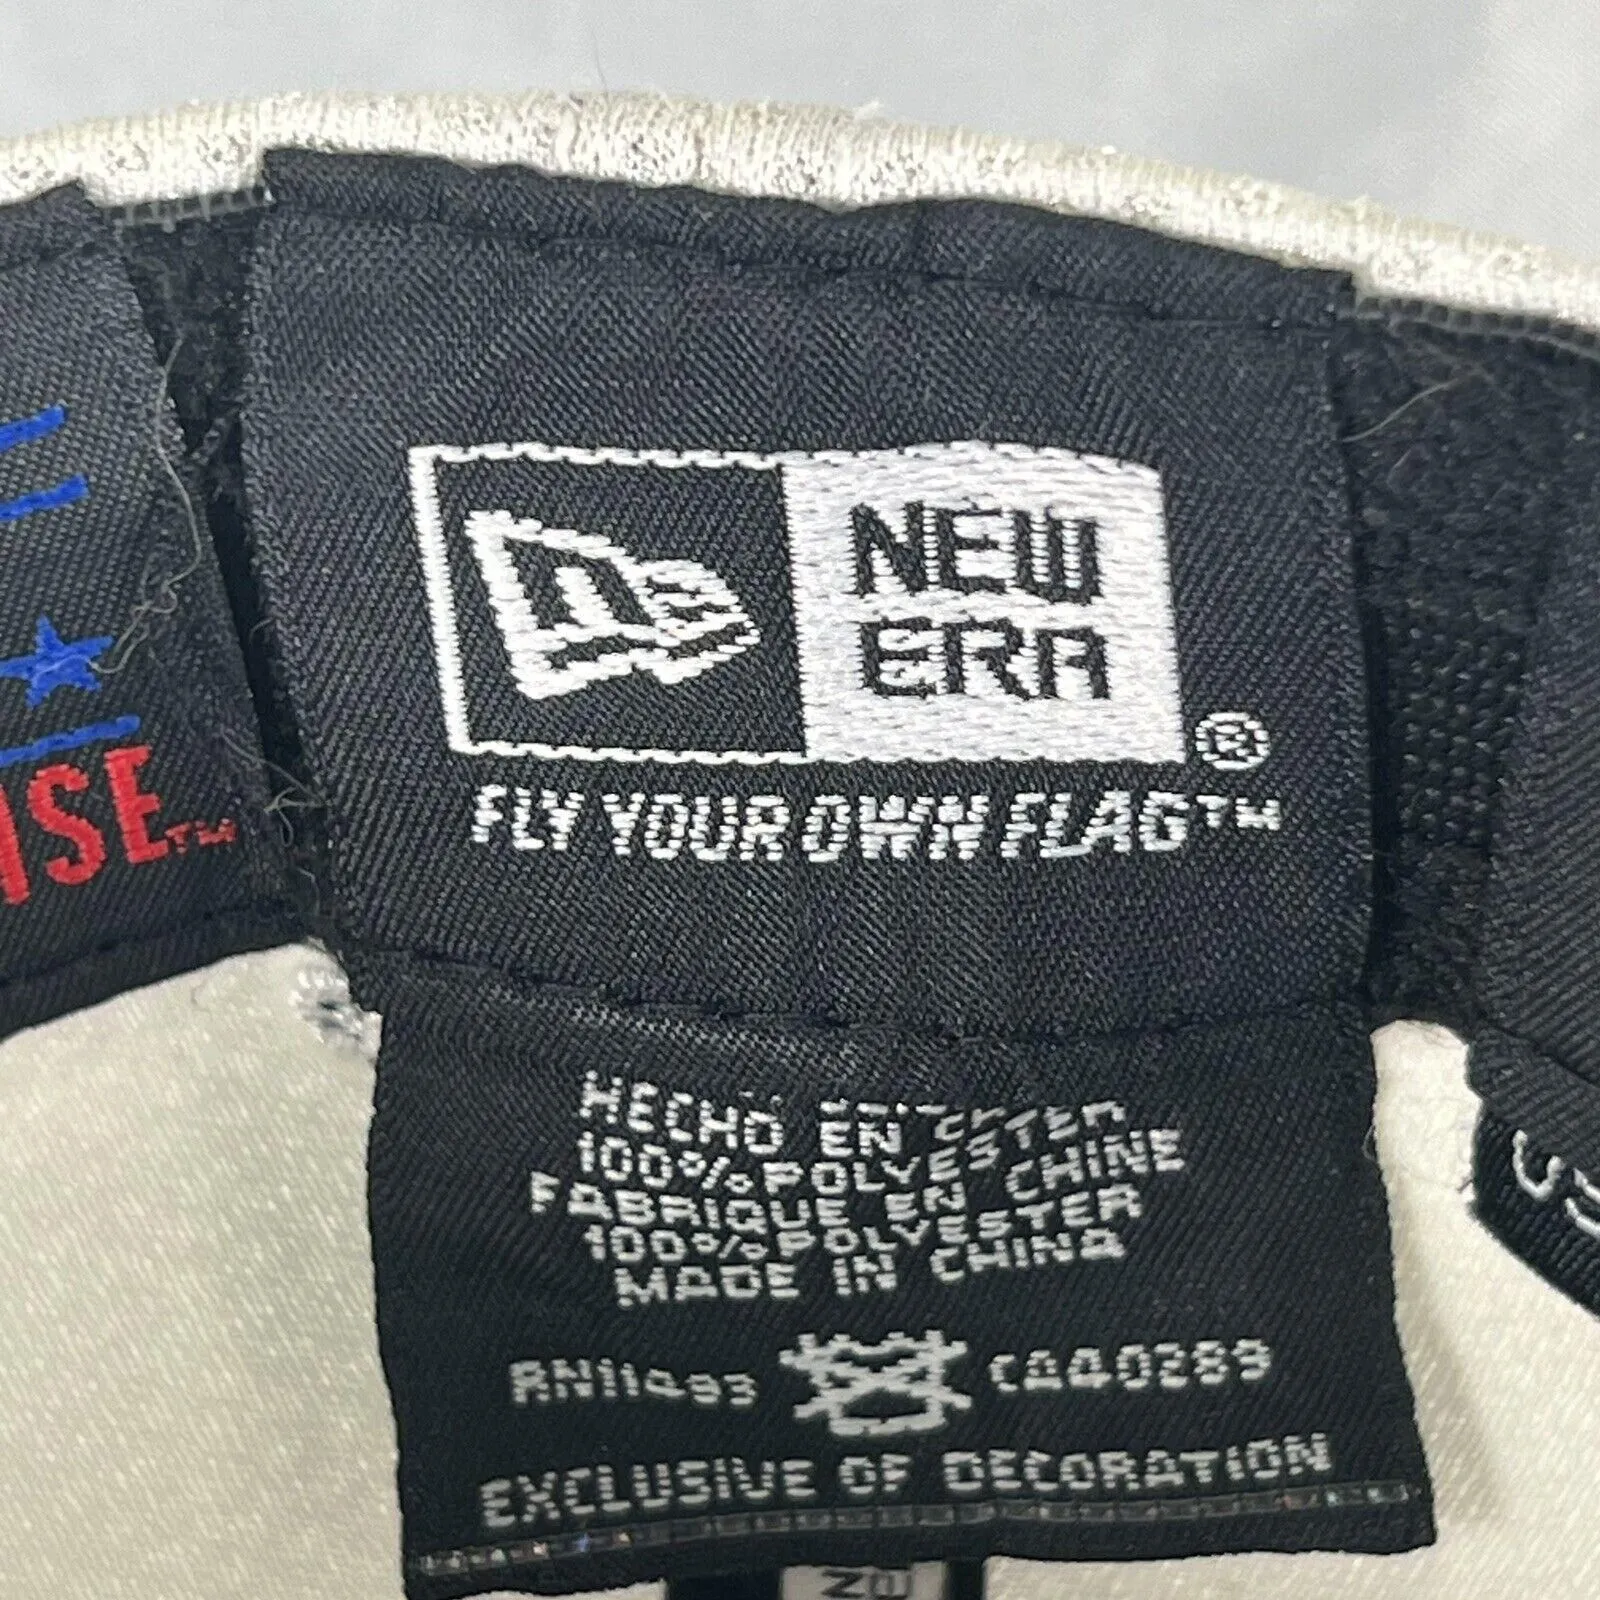 NEW
ERA
®
FLY YOUR OWN FLAG™
HECHO EN
100% POLYESTER
FABRIQUE EN CHINE
100% POLYESTER
MADE IN CHINA
RN11493 CA40289
EXCLUSIVE OF DECORATION